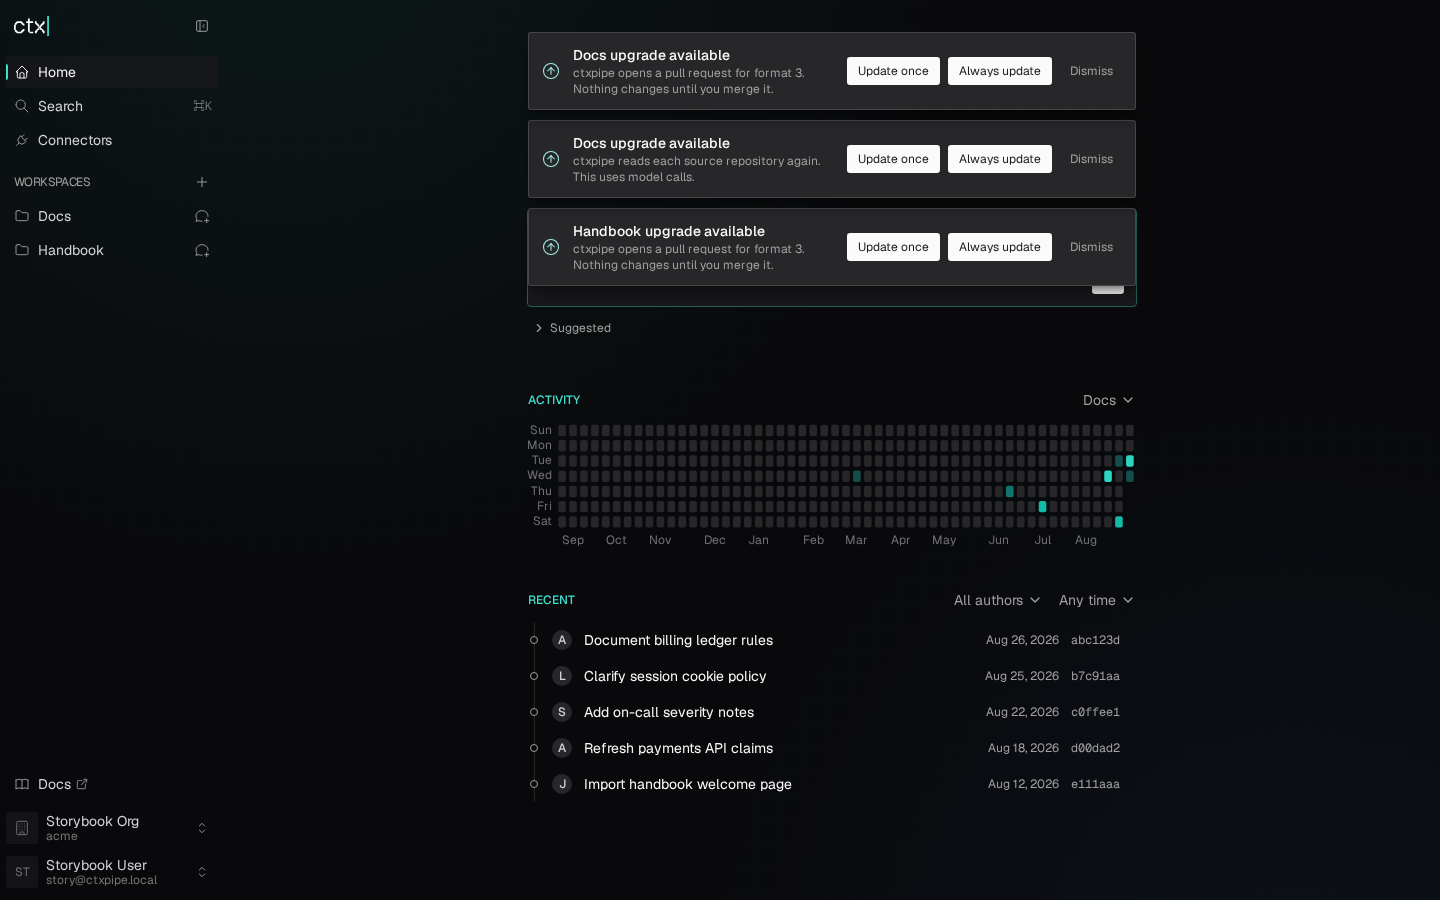 ctx
Home
Search ⌘K
Connectors
WORKSPACES
Docs
Handbook
Docs
Storybook Org
acme
ST
Storybook User
story@ctxpipe.local
Docs upgrade available
ctxpipe opens a pull request for format 3.
Nothing changes until you merge it.
Update once
Always update
Dismiss
Docs upgrade available
ctxpipe reads each source repository again.
This uses model calls.
Update once
Always update
Dismiss
Handbook upgrade available
ctxpipe opens a pull request for format 3.
Nothing changes until you merge it.
Update once
Always update
Dismiss
Suggested
ACTIVITY
Docs
Sun
Mon
Tue
Wed
Thu
Fri
Sat
Sep Oct Nov Dec Jan Feb Mar Apr May Jun Jul Aug
RECENT
All authors
Any time
A Document billing ledger rules Aug 26, 2026 abc123d
L Clarify session cookie policy Aug 25, 2026 b7c91aa
S Add on-call severity notes Aug 22, 2026 c0ffee1
A Refresh payments API claims Aug 18, 2026 d00dad2
J Import handbook welcome page Aug 12, 2026 e111aaa